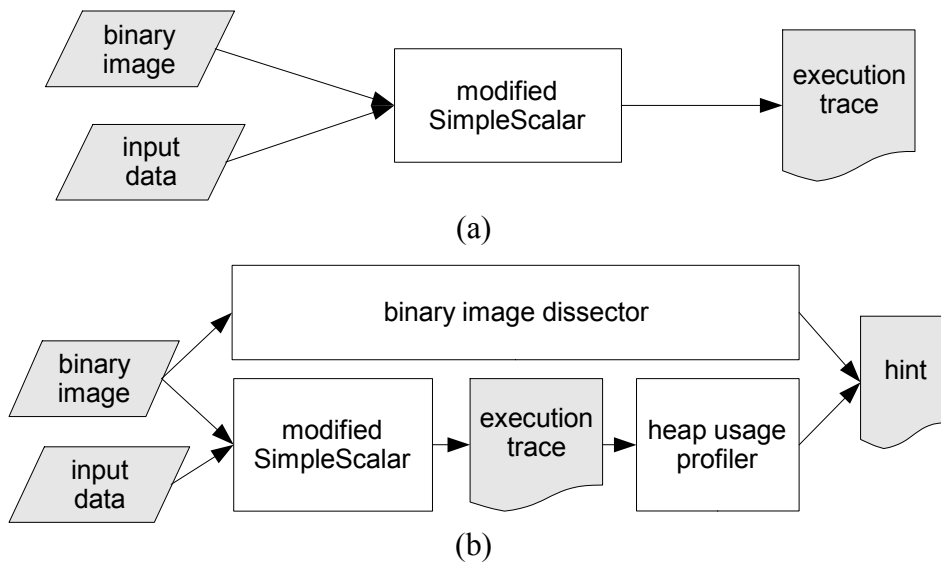 binary
image
input
data
modified
SimpleScalar
execution
trace
(a)
binary image dissector
binary
image
input
data
modified
SimpleScalar
execution
trace
heap usage
profiler
hint
(b)